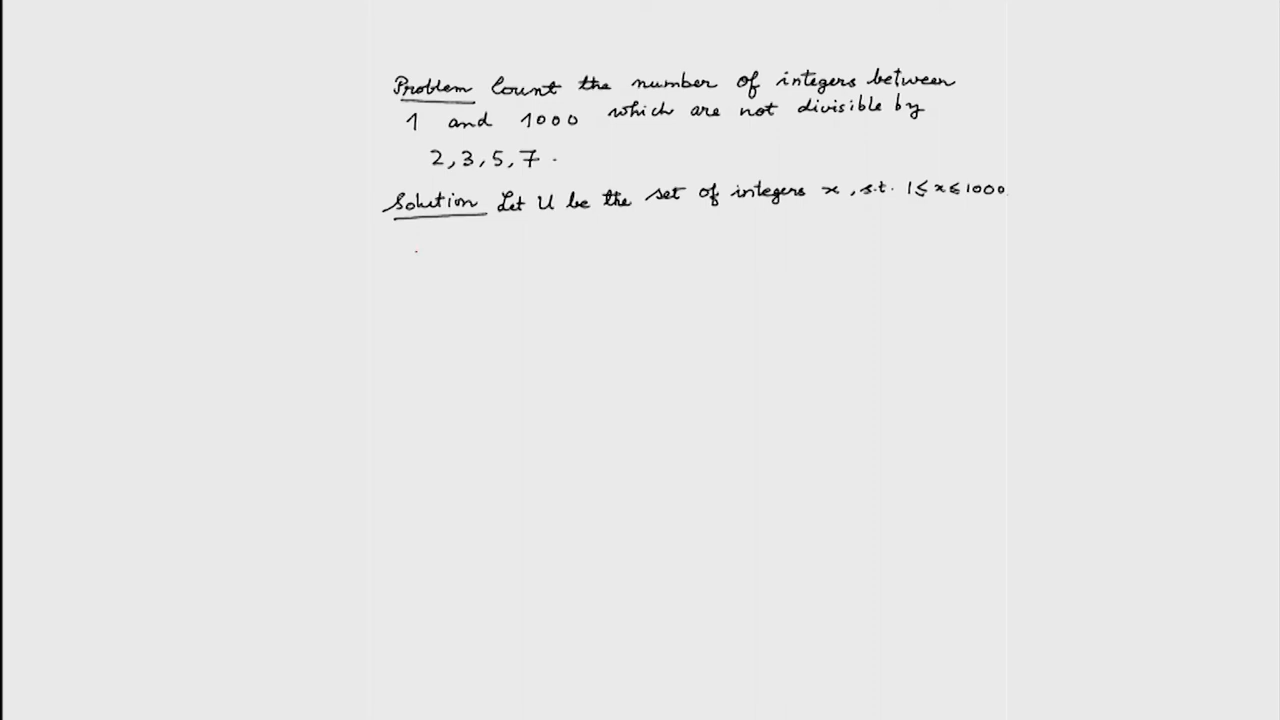 Problem Count the number of integers between
1 and 1000 which are not divisible by
2, 3, 5, 7.
Solution Let U be the set of integers x, s.t. 1 ≤ x ≤ 1000.